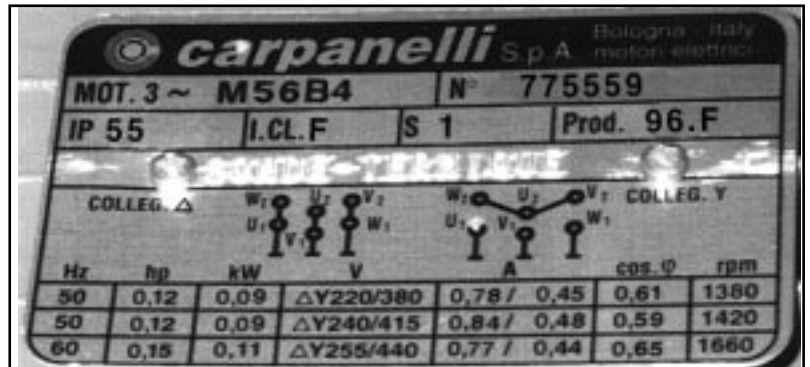 carpanelli S.p.A. Bologna - italy
motori elettrici
MOT. 3 ~ M56B4 N° 775559
IP 55 I.CL. F S 1 Prod. 96.F
COLLEG. △ W₂ U₂ V₂ W₂ U₂ V₂ COLLEG. Y
U₁ V₁ W₁ U₁ V₁ W₁
Hz hp kW V A cos.φ rpm
50 0,12 0,09 △Y220/380 0,78 / 0,45 0,61 1380
50 0,12 0,09 △Y240/415 0,84 / 0,48 0,59 1420
60 0,15 0,11 △Y255/440 0,77 / 0,44 0,65 1660